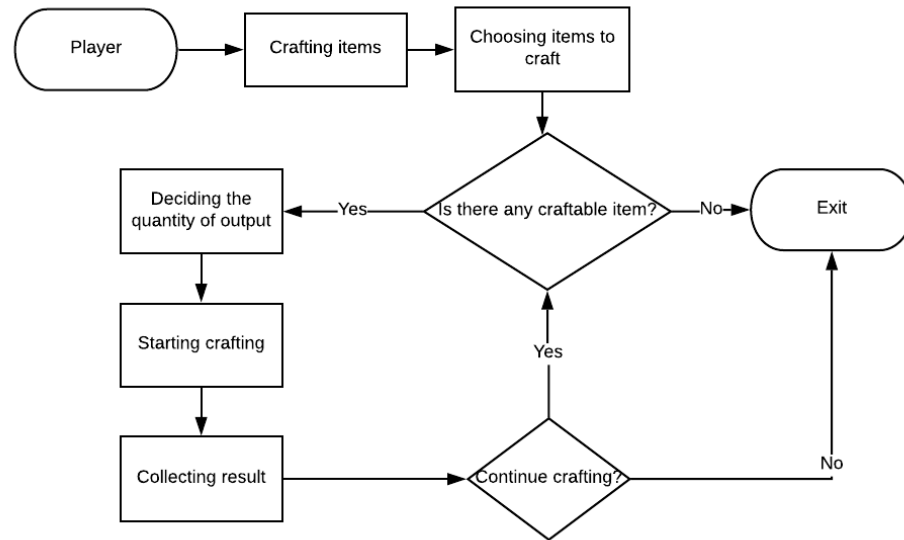 Player
Crafting items
Choosing items to
craft
Is there any craftable item?
Yes
No
Exit
Deciding the
quantity of output
Starting crafting
Collecting result
Continue crafting?
Yes
No